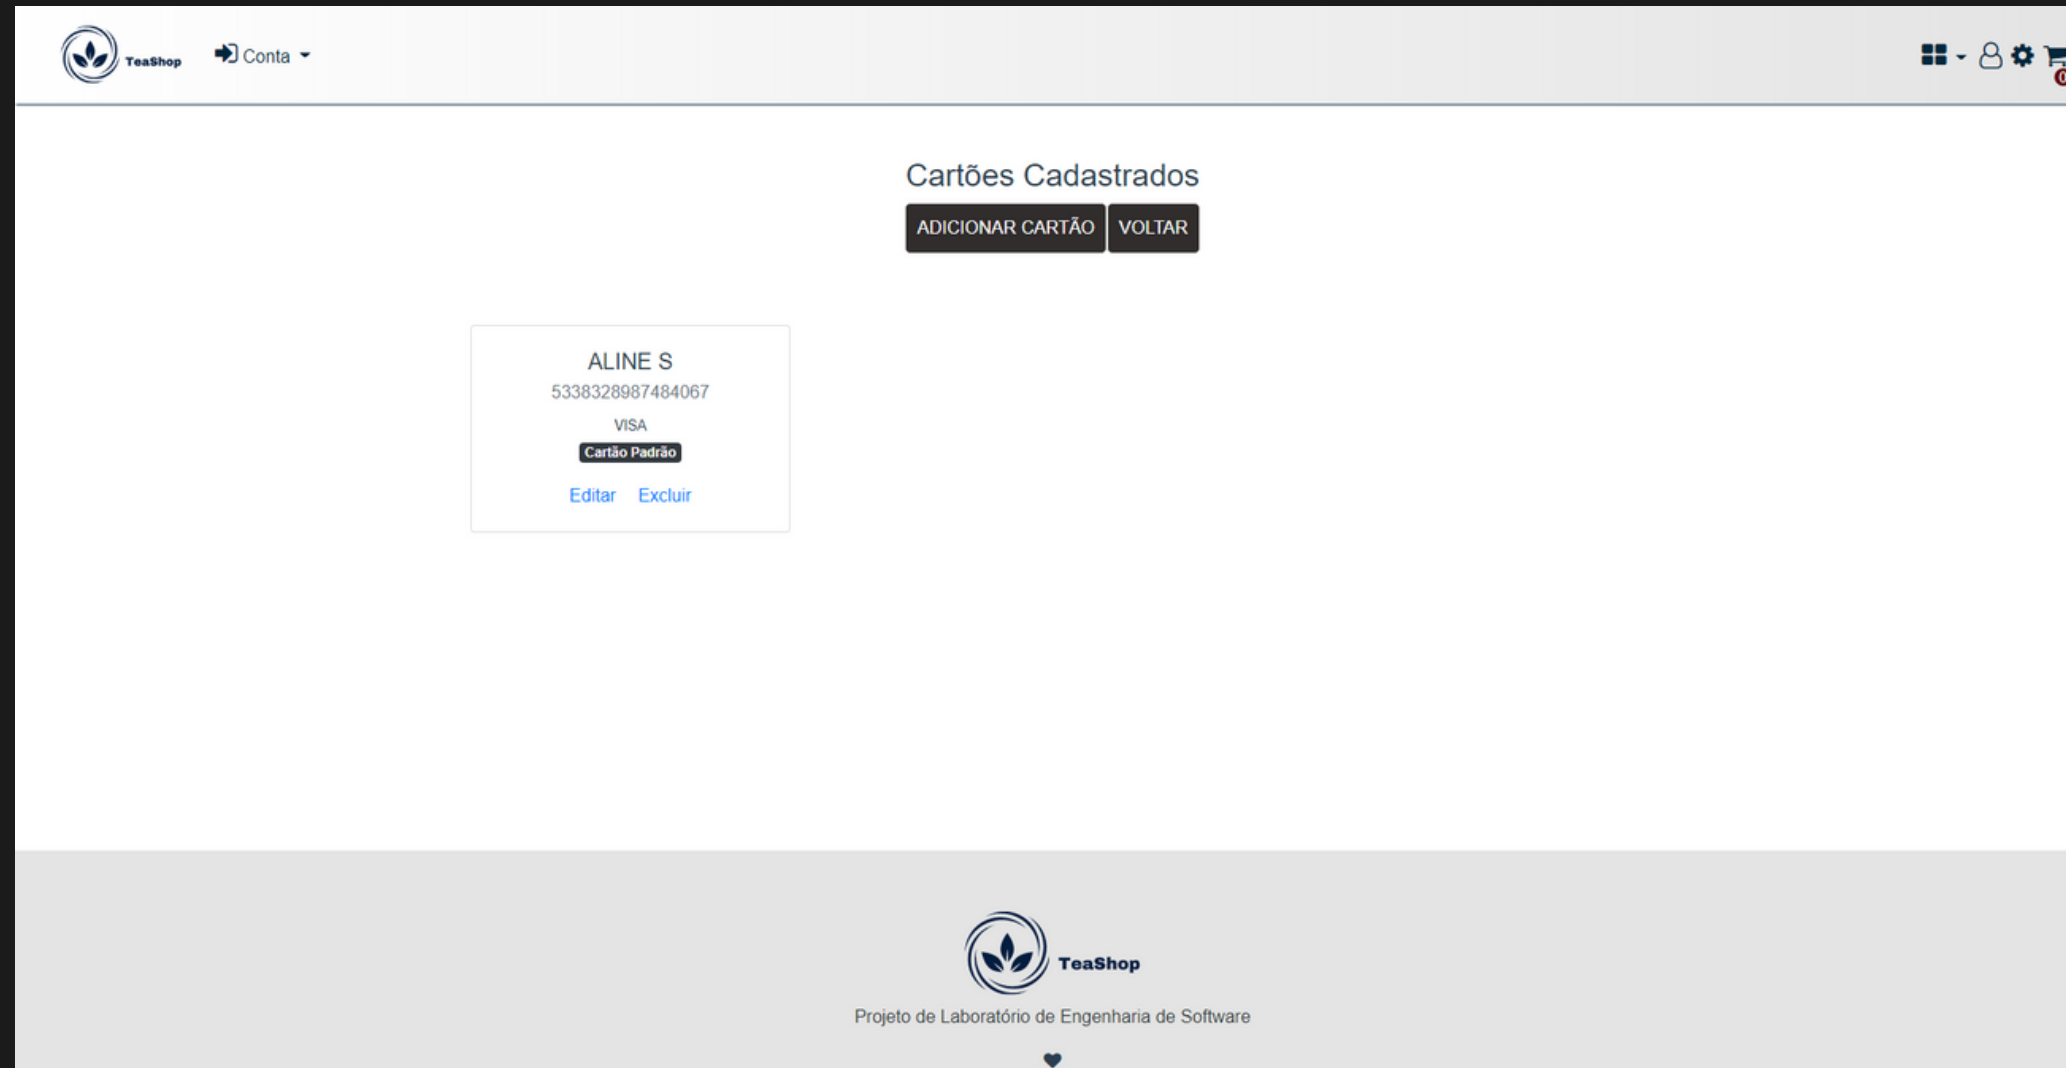 TeaShop Conta
0
Cartões Cadastrados
ADICIONAR CARTÃO VOLTAR
ALINE S
5338328987484067
VISA
Cartão Padrão
Editar Excluir
TeaShop
Projeto de Laboratório de Engenharia de Software